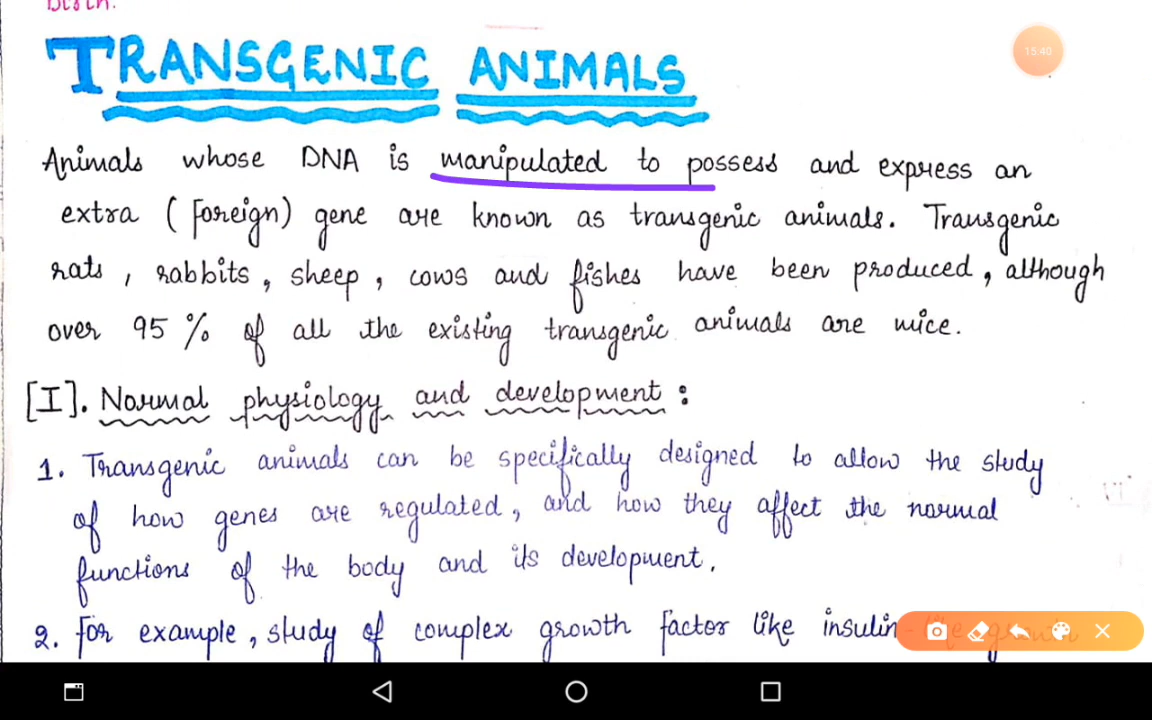 TRANSGENIC ANIMALS
15:40
Animals whose DNA is manipulated to possess and express an
extra (foreign) gene are known as transgenic animals. Transgenic
rats, rabbits, sheep, cows and fishes have been produced, although
over 95% of all the existing transgenic animals are mice.
[I]. Normal physiology and development :
1. Transgenic animals can be specifically designed to allow the study
of how genes are regulated, and how they affect the normal
functions of the body and its development.
2. For example, study of complex growth factor like insulin-like growth